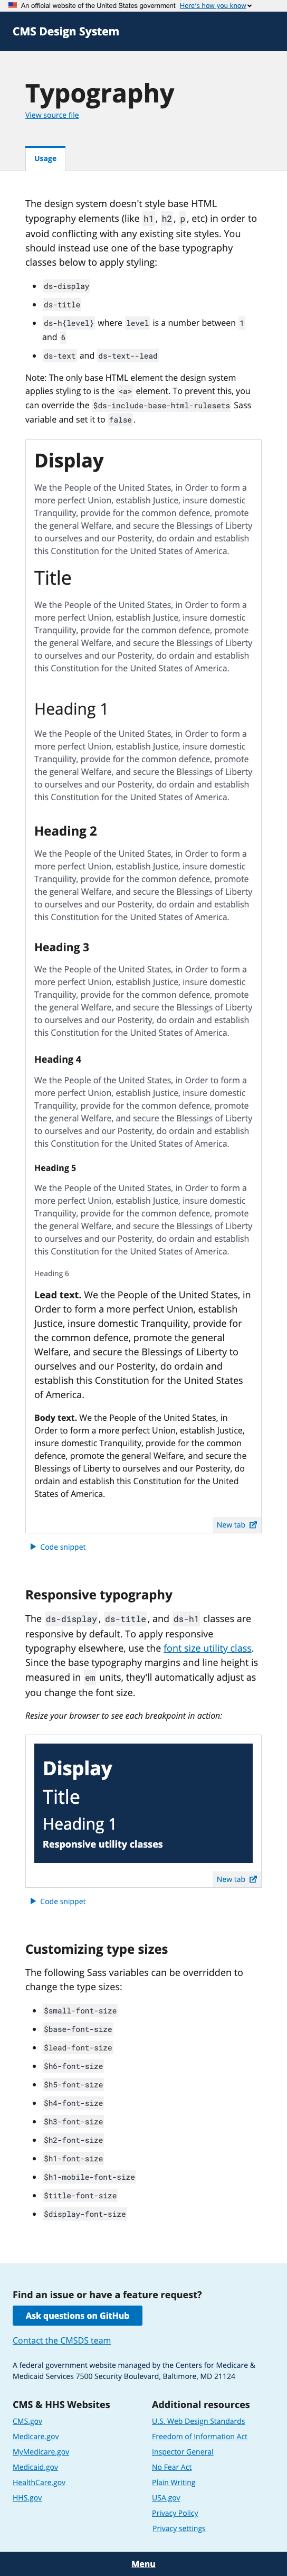 An official website of the United States government Here's how you know
CMS Design System
Typography
View source file
Usage
The design system doesn't style base HTML
typography elements (like h1, h2, p, etc) in order to
avoid conflicting with any existing site styles. You
should instead use one of the base typography
classes below to apply styling:
ds-display
ds-title
ds-h{level} where level is a number between 1
and 6
ds-text and ds-text--lead
Note: The only base HTML element the design system
applies styling to is the <a> element. To prevent this, you
can override the $ds-include-base-html-rulesets Sass
variable and set it to false.
Display
We the People of the United States, in Order to form a
more perfect Union, establish Justice, insure domestic
Tranquility, provide for the common defence, promote
the general Welfare, and secure the Blessings of Liberty
to ourselves and our Posterity, do ordain and establish
this Constitution for the United States of America.
Title
We the People of the United States, in Order to form a
more perfect Union, establish Justice, insure domestic
Tranquility, provide for the common defence, promote
the general Welfare, and secure the Blessings of Liberty
to ourselves and our Posterity, do ordain and establish
this Constitution for the United States of America.
Heading 1
We the People of the United States, in Order to form a
more perfect Union, establish Justice, insure domestic
Tranquility, provide for the common defence, promote
the general Welfare, and secure the Blessings of Liberty
to ourselves and our Posterity, do ordain and establish
this Constitution for the United States of America.
Heading 2
We the People of the United States, in Order to form a
more perfect Union, establish Justice, insure domestic
Tranquility, provide for the common defence, promote
the general Welfare, and secure the Blessings of Liberty
to ourselves and our Posterity, do ordain and establish
this Constitution for the United States of America.
Heading 3
We the People of the United States, in Order to form a
more perfect Union, establish Justice, insure domestic
Tranquility, provide for the common defence, promote
the general Welfare, and secure the Blessings of Liberty
to ourselves and our Posterity, do ordain and establish
this Constitution for the United States of America.
Heading 4
We the People of the United States, in Order to form a
more perfect Union, establish Justice, insure domestic
Tranquility, provide for the common defence, promote
the general Welfare, and secure the Blessings of Liberty
to ourselves and our Posterity, do ordain and establish
this Constitution for the United States of America.
Heading 5
We the People of the United States, in Order to form a
more perfect Union, establish Justice, insure domestic
Tranquility, provide for the common defence, promote
the general Welfare, and secure the Blessings of Liberty
to ourselves and our Posterity, do ordain and establish
this Constitution for the United States of America.
Heading 6
Lead text. We the People of the United States, in
Order to form a more perfect Union, establish
Justice, insure domestic Tranquility, provide for
the common defence, promote the general
Welfare, and secure the Blessings of Liberty to
ourselves and our Posterity, do ordain and
establish this Constitution for the United States
of America.
Body text. We the People of the United States, in
Order to form a more perfect Union, establish Justice,
insure domestic Tranquility, provide for the common
defence, promote the general Welfare, and secure the
Blessings of Liberty to ourselves and our Posterity, do
ordain and establish this Constitution for the United
States of America.
New tab
Code snippet
Responsive typography
The ds-display, ds-title, and ds-h1 classes are
responsive by default. To apply responsive
typography elsewhere, use the font size utility class.
Since the base typography margins and line height is
measured in em units, they'll automatically adjust as
you change the font size.
Resize your browser to see each breakpoint in action:
Display
Title
Heading 1
Responsive utility classes
New tab
Code snippet
Customizing type sizes
The following Sass variables can be overridden to
change the type sizes:
$small-font-size
$base-font-size
$lead-font-size
$h6-font-size
$h5-font-size
$h4-font-size
$h3-font-size
$h2-font-size
$h1-font-size
$h1-mobile-font-size
$title-font-size
$display-font-size
Find an issue or have a feature request?
Ask questions on GitHub
Contact the CMSDS team
A federal government website managed by the Centers for Medicare &
Medicaid Services 7500 Security Boulevard, Baltimore, MD 21124
CMS & HHS Websites
CMS.gov
Medicare.gov
MyMedicare.gov
Medicaid.gov
HealthCare.gov
HHS.gov
Additional resources
U.S. Web Design Standards
Freedom of Information Act
Inspector General
No Fear Act
Plain Writing
USA.gov
Privacy Policy
Privacy settings
Menu